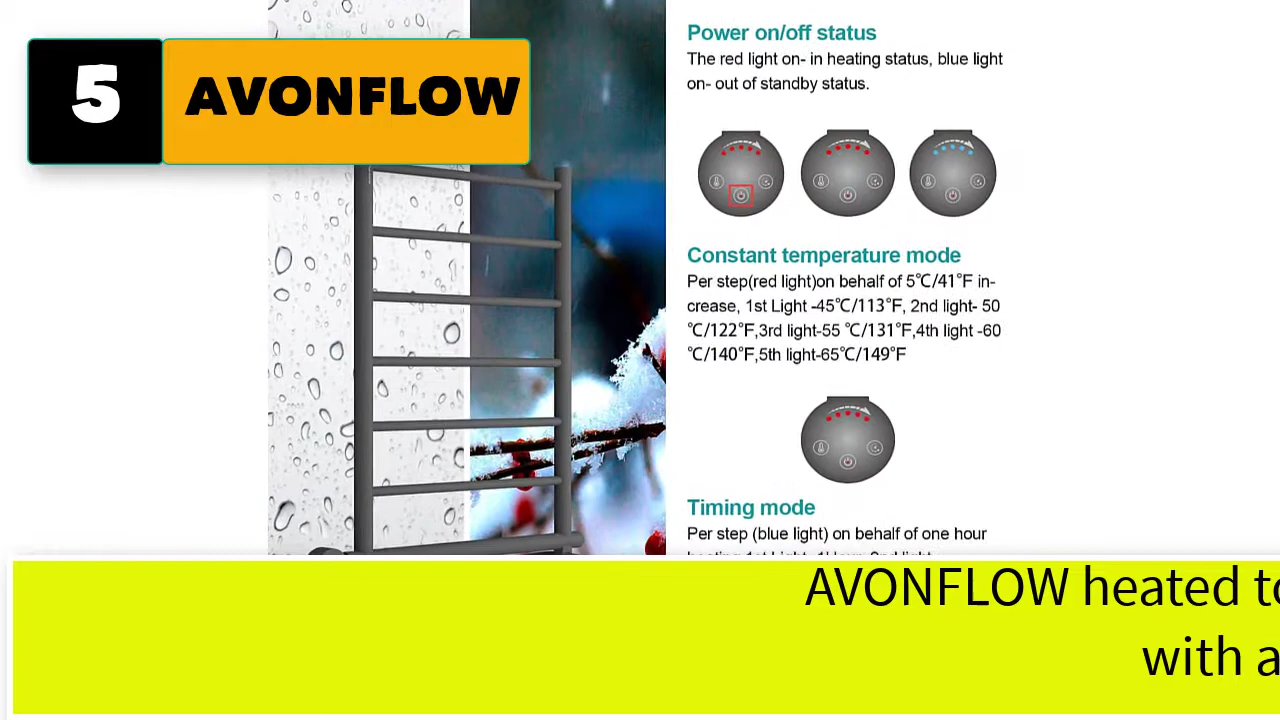 5
AVONFLOW
Power on/off status
The red light on- in heating status, blue light
on- out of standby status.
Constant temperature mode
Per step(red light)on behalf of 5℃/41°F in-
crease, 1st Light -45℃/113°F, 2nd light- 50
℃/122°F,3rd light-55 ℃/131°F,4th light -60
℃/140°F,5th light-65℃/149°F
Timing mode
Per step (blue light) on behalf of one hour
AVONFLOW heated
with a